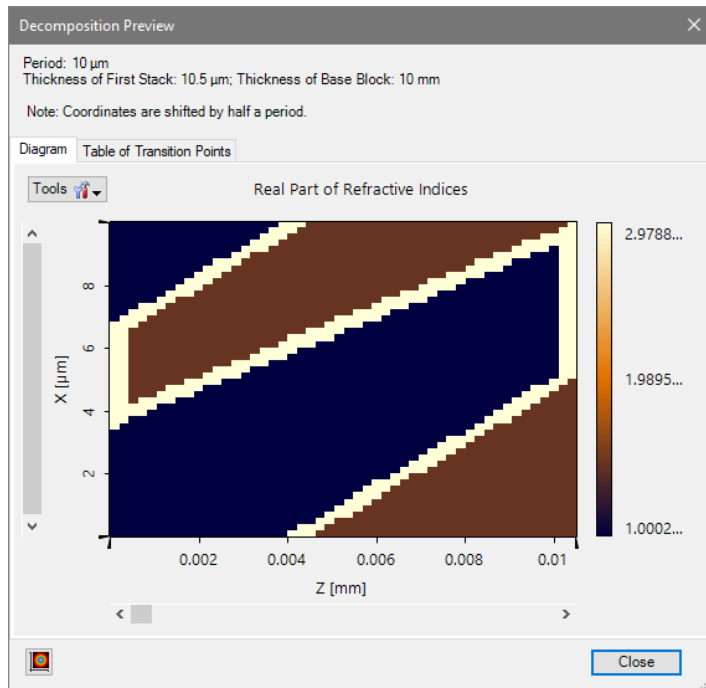 Decomposition Preview
Period: 10 µm
Thickness of First Stack: 10.5 µm; Thickness of Base Block: 10 mm
Note: Coordinates are shifted by half a period.
Diagram Table of Transition Points
Tools
Real Part of Refractive Indices
8
6
4
2
X [µm]
0.002 0.004 0.006 0.008 0.01
Z [mm]
2.9788...
1.9895...
1.0002...
Close